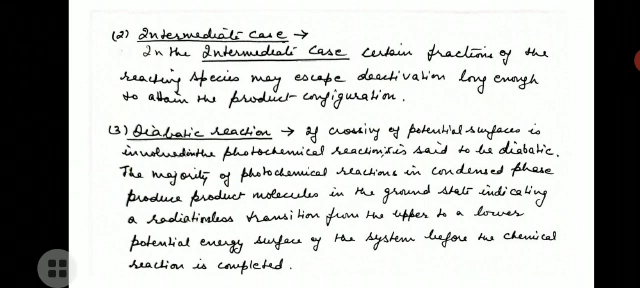 (2) Intermediate case →
In the Intermediate case certain fractions of the
reacting species may escape deactivation long enough
to attain the product configuration.
(3) Diabatic reaction → If crossing of potential surfaces is
involved in the photochemical reaction, it is said to be diabatic.
The majority of photochemical reactions in condensed phase
produce product molecules in the ground state indicating
a radiationless transition from the upper to a lower
potential energy surface of the system before the chemical
reaction is completed.